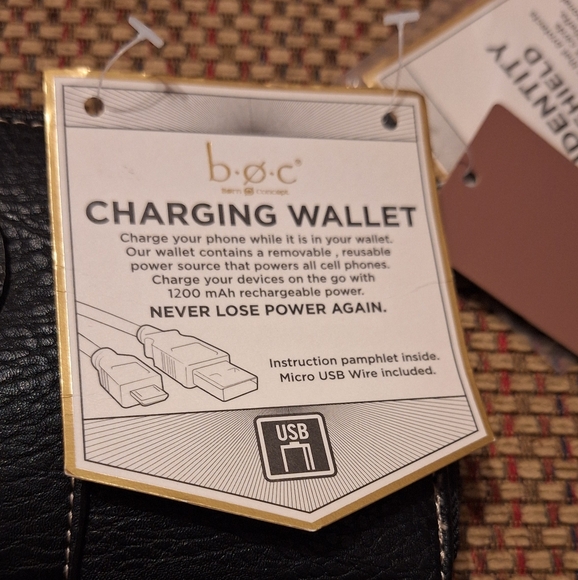 b·ø·c®
born concept
CHARGING WALLET
Charge your phone while it is in your wallet.
Our wallet contains a removable , reusable
power source that powers all cell phones.
Charge your devices on the go with
1200 mAh rechargeable power.
NEVER LOSE POWER AGAIN.
Instruction pamphlet inside.
Micro USB Wire included.
USB
IDENTITY
SHIELD